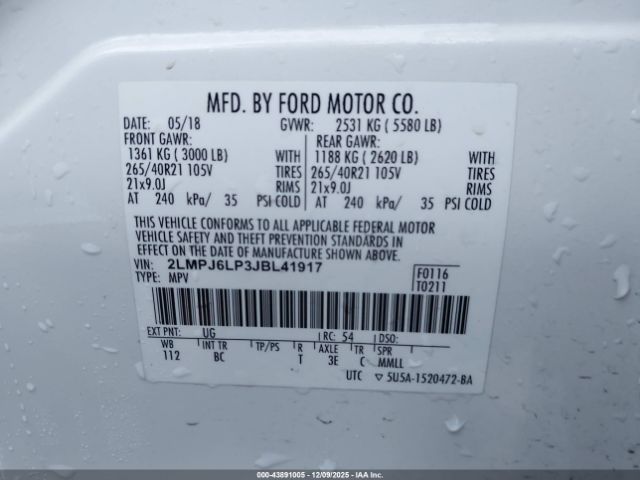 MFD. BY FORD MOTOR CO.
DATE: 05/18 GVWR: 2531 KG ( 5580 LB)
FRONT GAWR: REAR GAWR:
1361 KG ( 3000 LB) WITH 1188 KG ( 2620 LB) WITH
265/40R21 105V TIRES 265/40R21 105V TIRES
21x9.0J RIMS 21x9.0J RIMS
AT 240 kPa/ 35 PSI COLD AT 240 kPa/ 35 PSI COLD
THIS VEHICLE CONFORMS TO ALL APPLICABLE FEDERAL MOTOR
VEHICLE SAFETY AND THEFT PREVENTION STANDARDS IN
EFFECT ON THE DATE OF MANUFACTURE SHOWN ABOVE.
VIN: 2LMPJ6LP3JBL41917 F0116
TYPE: MPV T0211
EXT PNT: UG RC: 54 DSO:
WB INT TR TP/PS R AXLE TR SPR
112 BC T 3E C MMLL
UTC 5U5A-1520472-BA
000-43891005 - 12/09/2025 - IAAI.com